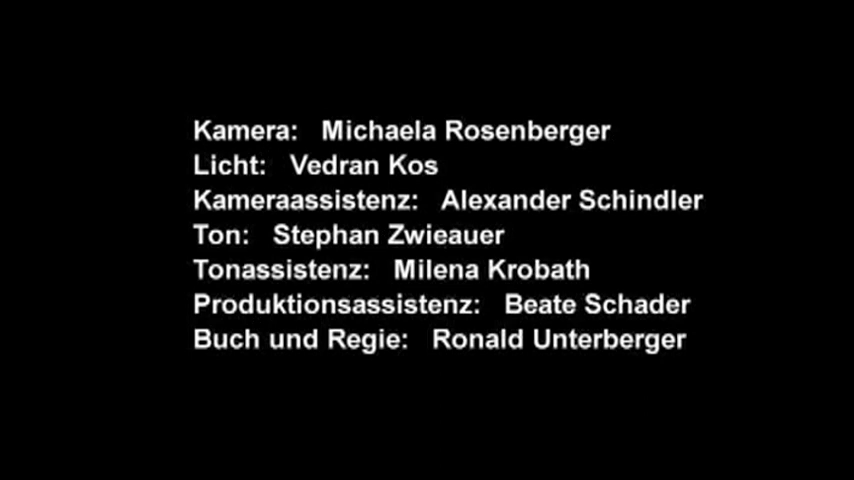 Kamera: Michaela Rosenberger
Licht: Vedran Kos
Kameraassistenz: Alexander Schindler
Ton: Stephan Zwieauer
Tonassistenz: Milena Krobath
Produktionsassistenz: Beate Schader
Buch und Regie: Ronald Unterberger